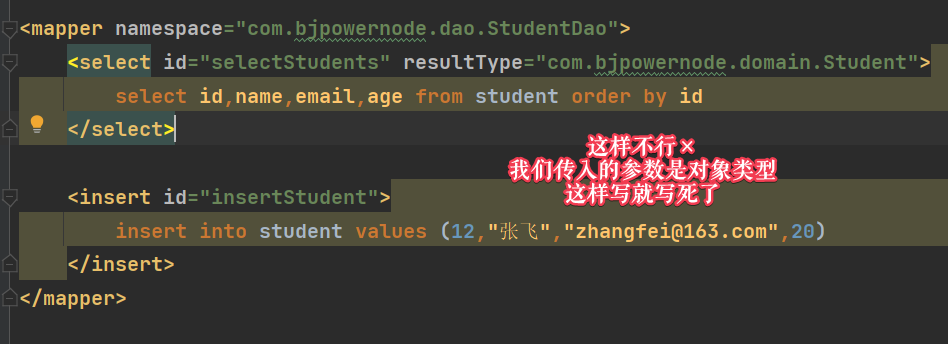 <mapper namespace="com.bjpowernode.dao.StudentDao">
<select id="selectStudents" resultType="com.bjpowernode.domain.Student">
select id,name,email,age from student order by id
</select>
这样不行×
我们传入的参数是对象类型
这样写就写死了
<insert id="insertStudent">
insert into student values (12,"张飞","zhangfei@163.com",20)
</insert>
</mapper>